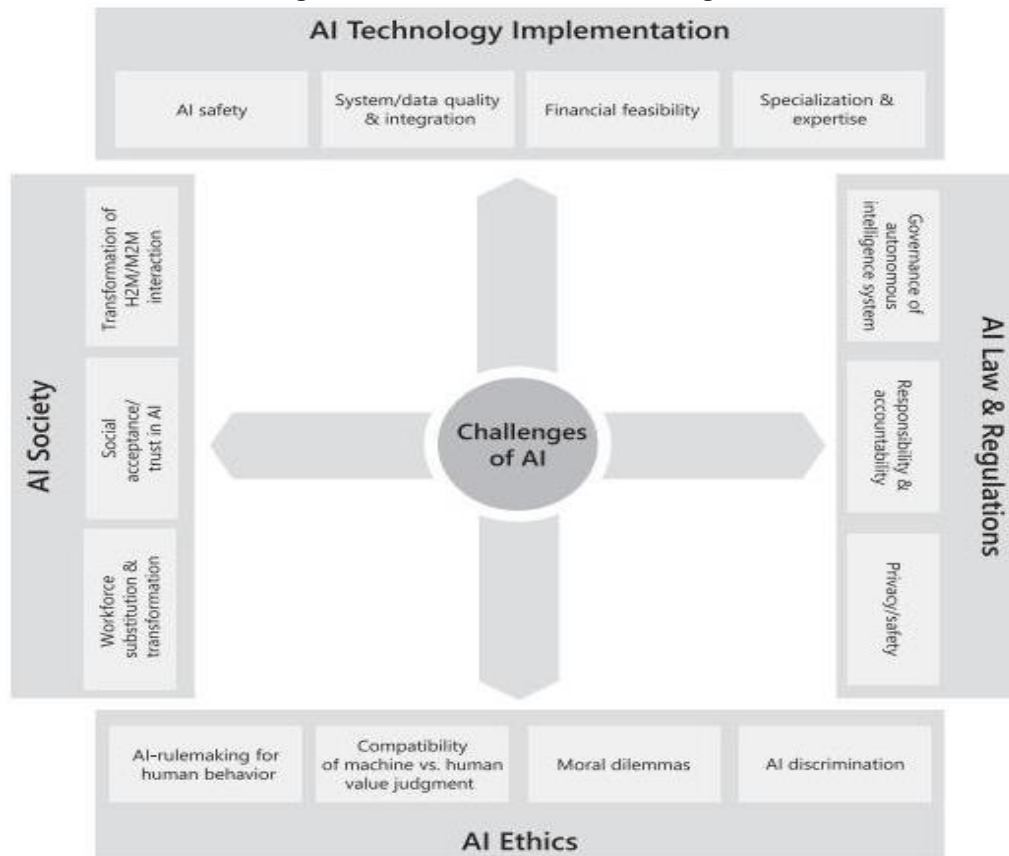 AI Technology Implementation
AI safety
System/data quality
& integration
Financial feasibility
Specialization &
expertise
AI Society
Transformation of
H2M/M2M
interaction
Social
acceptance/
trust in AI
Workforce
substitution &
transformation
Challenges
of AI
Governance of
autonomous
intelligence system
Responsibility &
accountability
Privacy/safety
AI Law & Regulations
AI-rulemaking for
human behavior
Compatibility
of machine vs. human
value judgment
Moral dilemmas
AI discrimination
AI Ethics